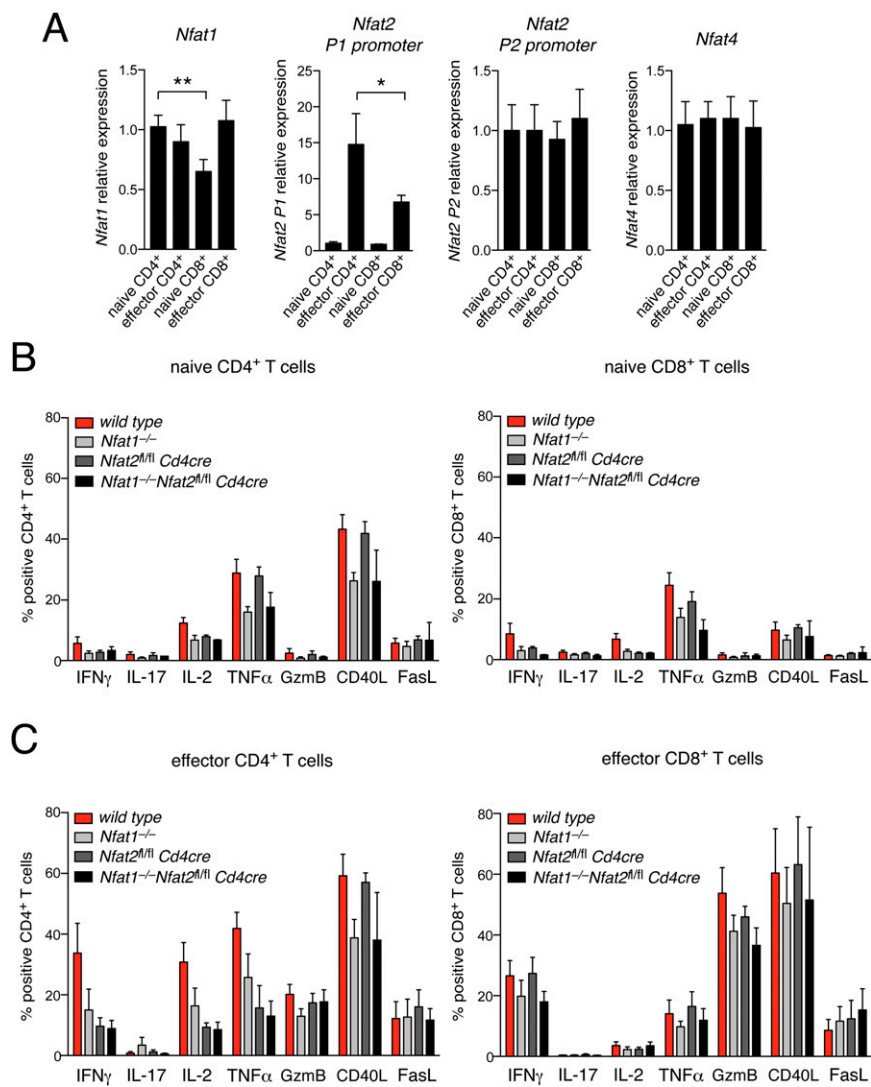 A
Nfat1
Nfat2
P1 promoter
Nfat2
P2 promoter
Nfat4
Nfat1 relative expression
1.5
1.0
0.5
0.0
**
naive CD4+
effector CD4+
naive CD8+
effector CD8+
Nfat2 P1 relative expression
25
20
15
10
5
0
*
naive CD4+
effector CD4+
naive CD8+
effector CD8+
Nfat2 P2 relative expression
1.5
1.0
0.5
0.0
naive CD4+
effector CD4+
naive CD8+
effector CD8+
Nfat4 relative expression
1.5
1.0
0.5
0.0
naive CD4+
effector CD4+
naive CD8+
effector CD8+
B
naive CD4+ T cells
% positive CD4+ T cells
80
60
40
20
0
wild type
Nfat1–/–
Nfat2fl/fl Cd4cre
Nfat1–/–Nfat2fl/fl Cd4cre
IFNγ IL-17 IL-2 TNFα GzmB CD40L FasL
naive CD8+ T cells
% positive CD8+ T cells
80
60
40
20
0
wild type
Nfat1–/–
Nfat2fl/fl Cd4cre
Nfat1–/–Nfat2fl/fl Cd4cre
IFNγ IL-17 IL-2 TNFα GzmB CD40L FasL
C
effector CD4+ T cells
% positive CD4+ T cells
80
60
40
20
0
wild type
Nfat1–/–
Nfat2fl/fl Cd4cre
Nfat1–/–Nfat2fl/fl Cd4cre
IFNγ IL-17 IL-2 TNFα GzmB CD40L FasL
effector CD8+ T cells
% positive CD8+ T cells
80
60
40
20
0
wild type
Nfat1–/–
Nfat2fl/fl Cd4cre
Nfat1–/–Nfat2fl/fl Cd4cre
IFNγ IL-17 IL-2 TNFα GzmB CD40L FasL